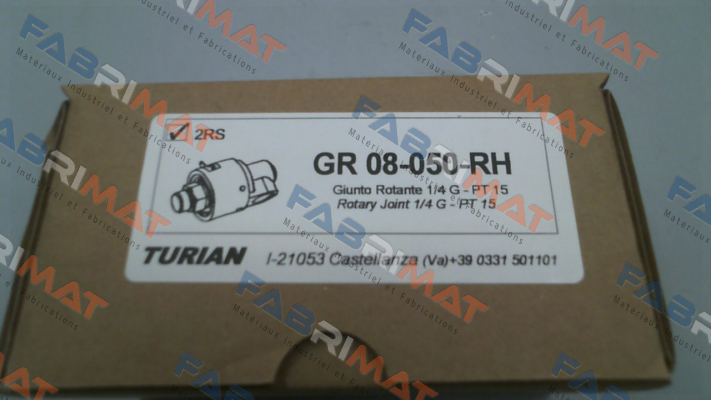 2RS
GR 08-050-RH
Giunto Rotante 1/4 G - PT 15
Rotary Joint 1/4 G - PT 15
TURIAN
I-21053 Castellanza (Va)+39 0331 501101
FABRIMAT
Materiaux Industriel et Fabrications